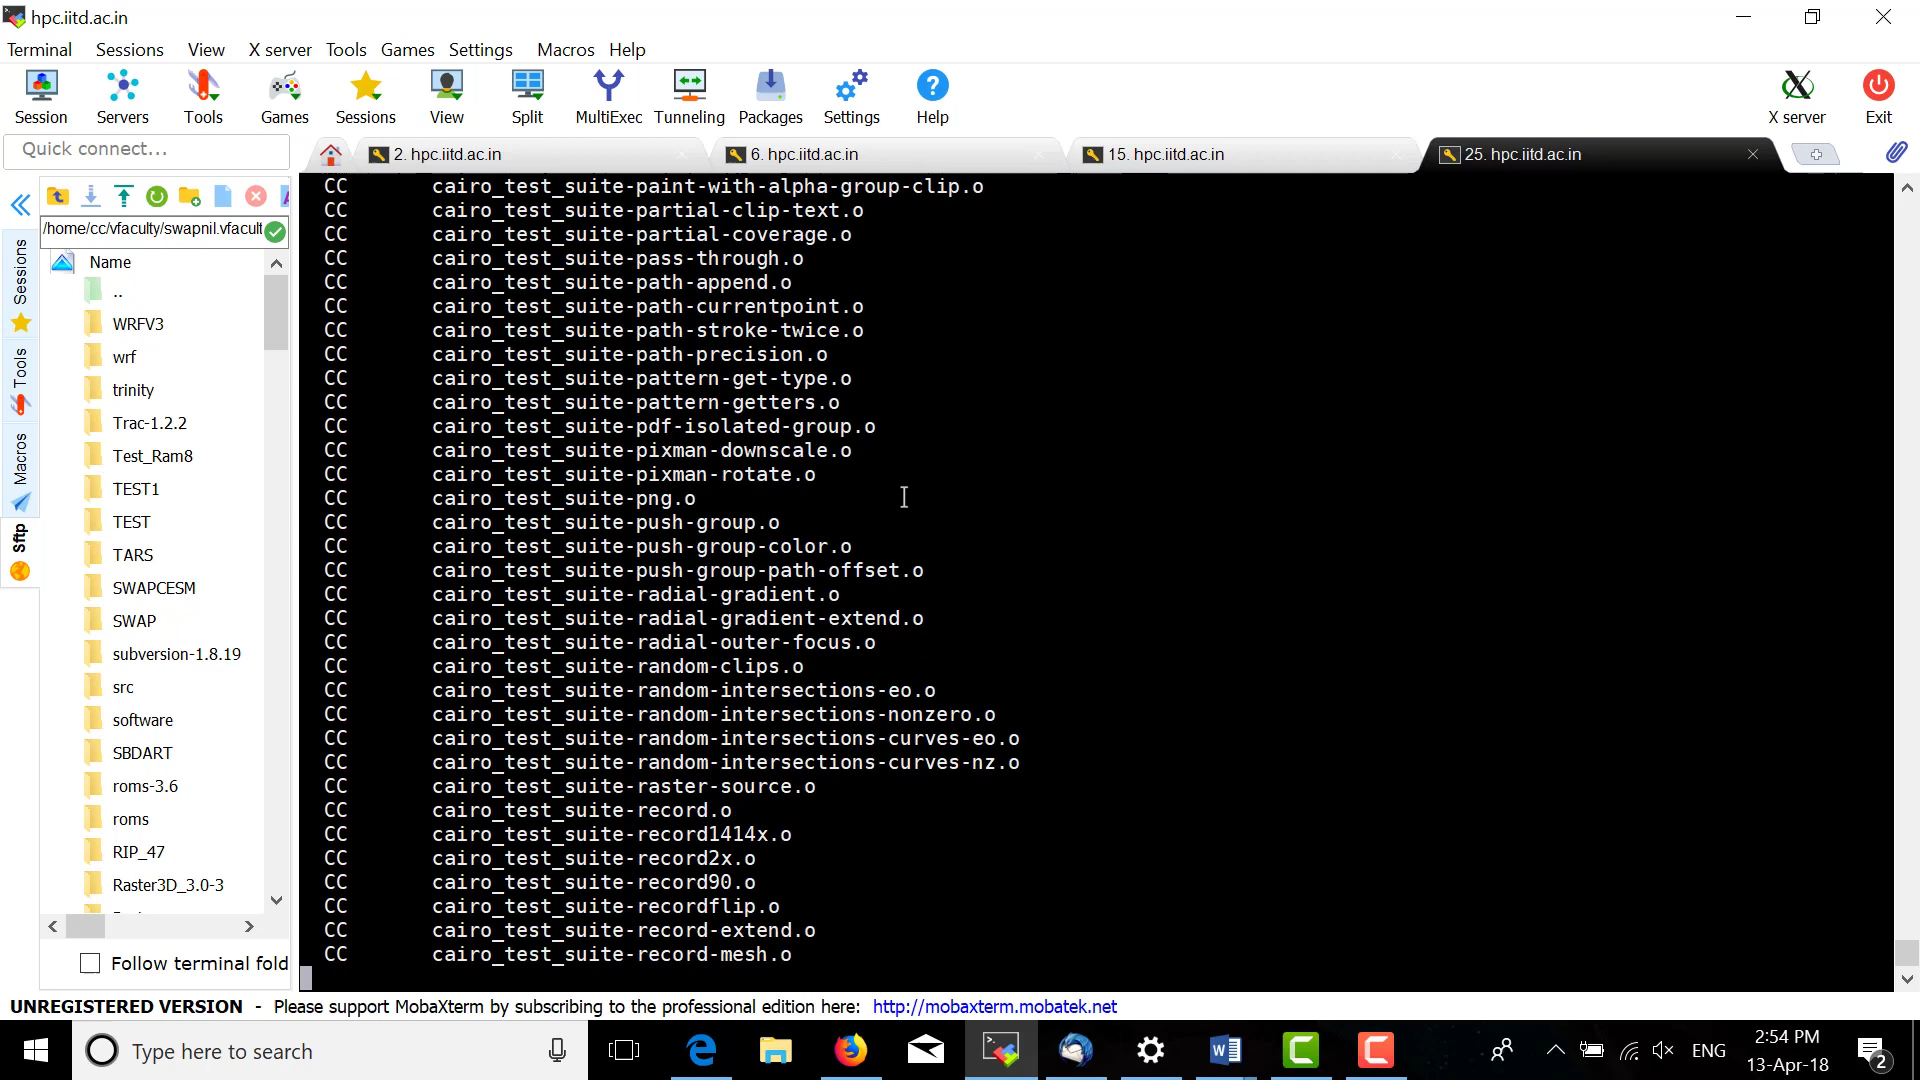 hpc.iitd.ac.in
Terminal Sessions View X server Tools Games Settings Macros Help
Session Servers Tools Games Sessions View Split MultiExec Tunneling Packages Settings Help X server Exit
Quick connect...
2. hpc.iitd.ac.in 6. hpc.iitd.ac.in 15. hpc.iitd.ac.in 25. hpc.iitd.ac.in
/home/cc/vfaculty/swapnil.vfacult
Name
..
WRFV3
wrf
trinity
Trac-1.2.2
Test_Ram8
TEST1
TEST
TARS
SWAPCESM
SWAP
subversion-1.8.19
src
software
SBDART
roms-3.6
roms
RIP_47
Raster3D_3.0-3
Follow terminal fold
Sessions
Tools
Macros
Sftp
CC cairo_test_suite-paint-with-alpha-group-clip.o
CC cairo_test_suite-partial-clip-text.o
CC cairo_test_suite-partial-coverage.o
CC cairo_test_suite-pass-through.o
CC cairo_test_suite-path-append.o
CC cairo_test_suite-path-currentpoint.o
CC cairo_test_suite-path-stroke-twice.o
CC cairo_test_suite-path-precision.o
CC cairo_test_suite-pattern-get-type.o
CC cairo_test_suite-pattern-getters.o
CC cairo_test_suite-pdf-isolated-group.o
CC cairo_test_suite-pixman-downscale.o
CC cairo_test_suite-pixman-rotate.o
CC cairo_test_suite-png.o
CC cairo_test_suite-push-group.o
CC cairo_test_suite-push-group-color.o
CC cairo_test_suite-push-group-path-offset.o
CC cairo_test_suite-radial-gradient.o
CC cairo_test_suite-radial-gradient-extend.o
CC cairo_test_suite-radial-outer-focus.o
CC cairo_test_suite-random-clips.o
CC cairo_test_suite-random-intersections-eo.o
CC cairo_test_suite-random-intersections-nonzero.o
CC cairo_test_suite-random-intersections-curves-eo.o
CC cairo_test_suite-random-intersections-curves-nz.o
CC cairo_test_suite-raster-source.o
CC cairo_test_suite-record.o
CC cairo_test_suite-record1414x.o
CC cairo_test_suite-record2x.o
CC cairo_test_suite-record90.o
CC cairo_test_suite-recordflip.o
CC cairo_test_suite-record-extend.o
CC cairo_test_suite-record-mesh.o
UNREGISTERED VERSION - Please support MobaXterm by subscribing to the professional edition here: http://mobaxterm.mobatek.net
Type here to search
ENG
2:54 PM
13-Apr-18
2